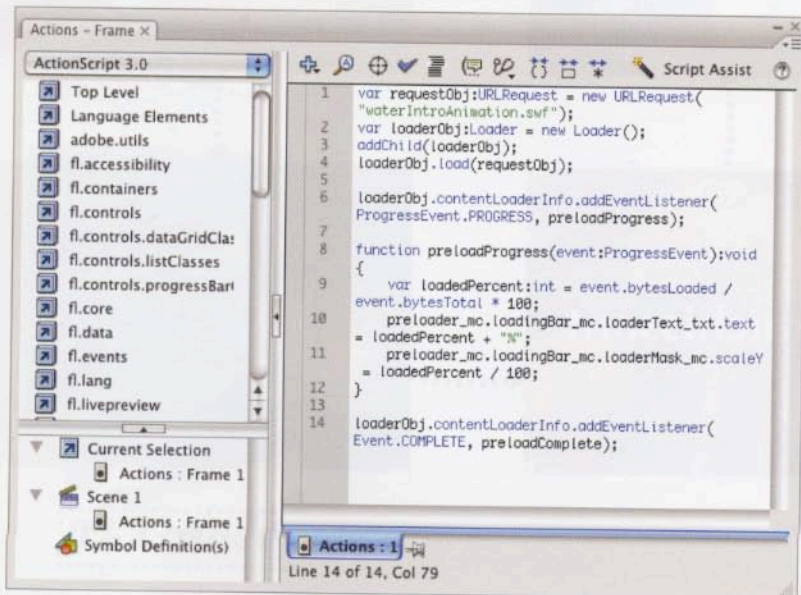 Actions – Frame ×
ActionScript 3.0
Top Level
Language Elements
adobe.utils
fl.accessibility
fl.containers
fl.controls
fl.controls.dataGridClas
fl.controls.listClasses
fl.controls.progressBar
fl.core
fl.data
fl.events
fl.lang
fl.livepreview
Current Selection
Actions : Frame 1
Scene 1
Actions : Frame 1
Symbol Definition(s)
Script Assist
1 var requestObj:URLRequest = new URLRequest(
"waterIntroAnimation.swf");
2 var loaderObj:Loader = new Loader();
3 addChild(loaderObj);
4 loaderObj.load(requestObj);
5
6 loaderObj.contentLoaderInfo.addEventListener(
ProgressEvent.PROGRESS, preloadProgress);
7
8 function preloadProgress(event:ProgressEvent):void
{
9 var loadedPercent:int = event.bytesLoaded /
event.bytesTotal * 100;
10 preloader_mc.loadingBar_mc.loaderText_txt.text
= loadedPercent + "%";
11 preloader_mc.loadingBar_mc.loaderMask_mc.scaleY
= loadedPercent / 100;
12 }
13
14 loaderObj.contentLoaderInfo.addEventListener(
Event.COMPLETE, preloadComplete);
Actions : 1
Line 14 of 14, Col 79